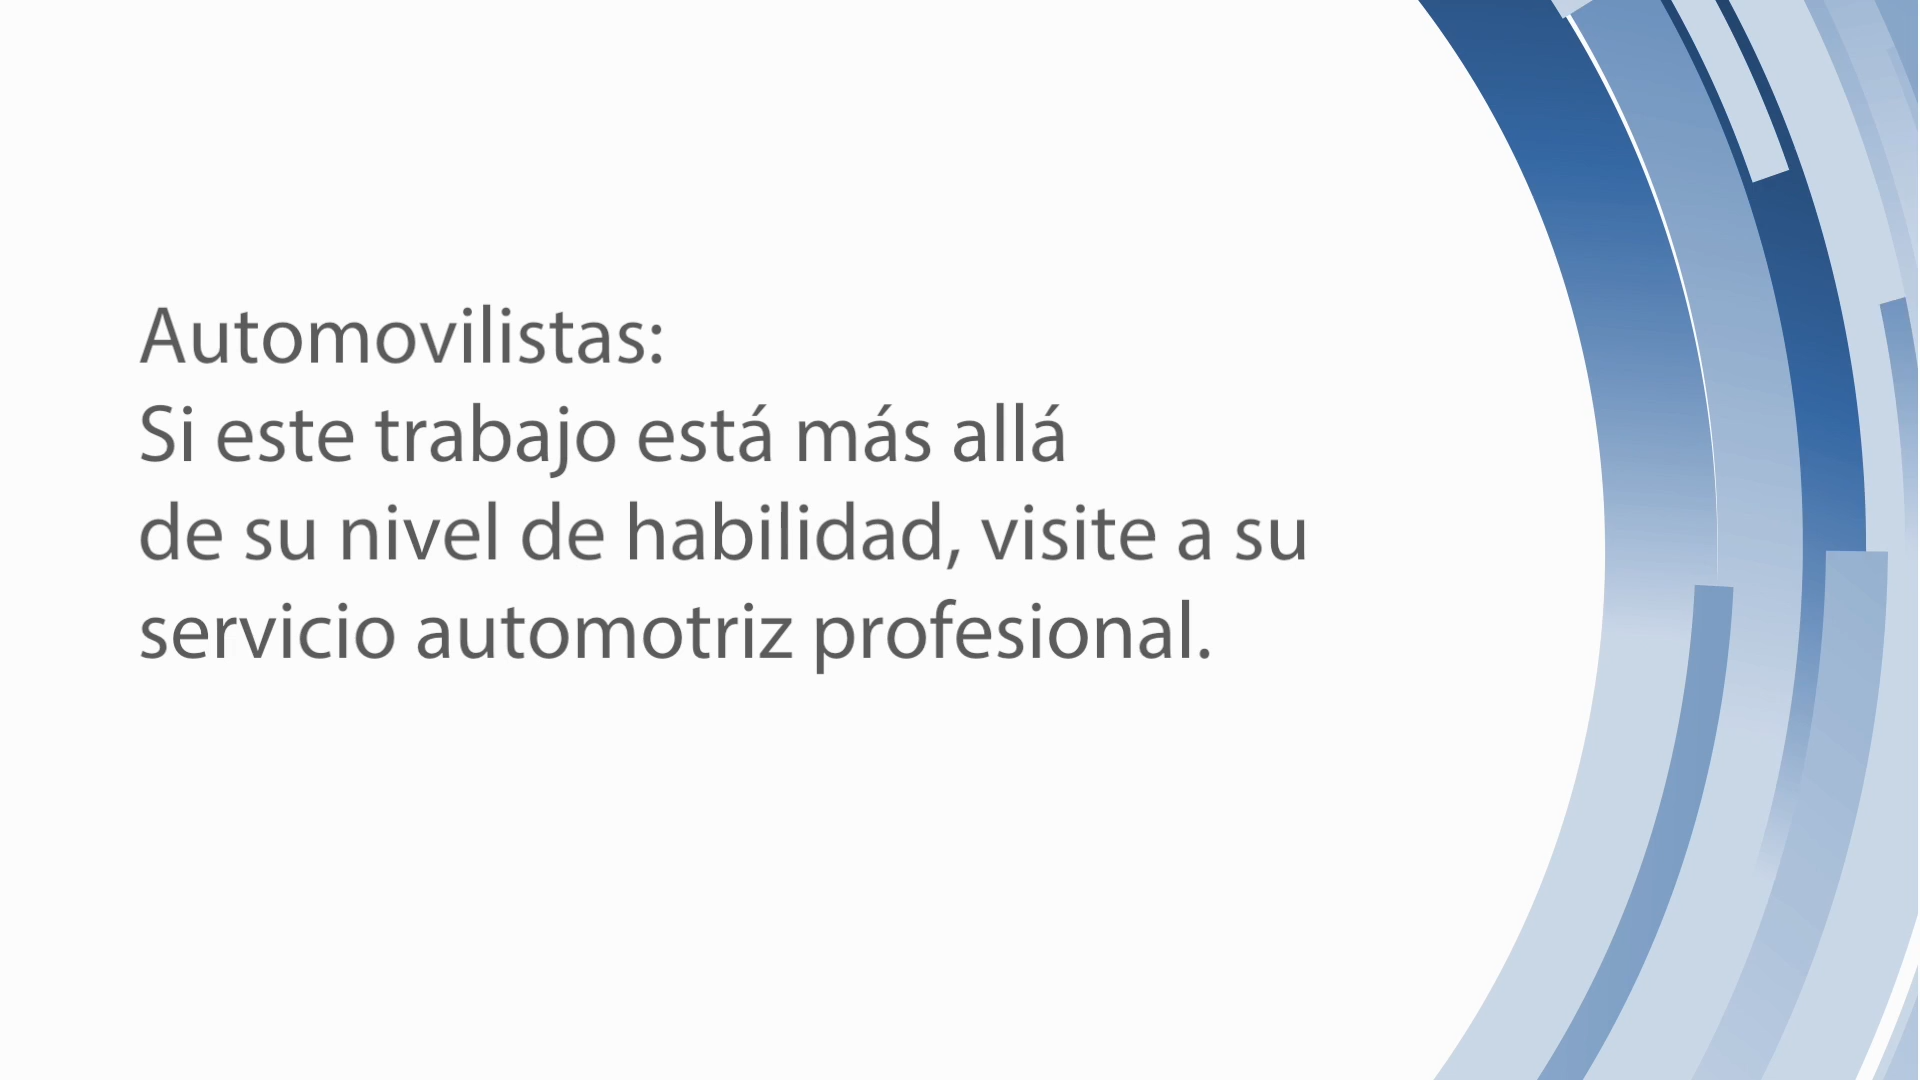 Automovilistas:
Si este trabajo está más allá
de su nivel de habilidad, visite a su
servicio automotriz profesional.